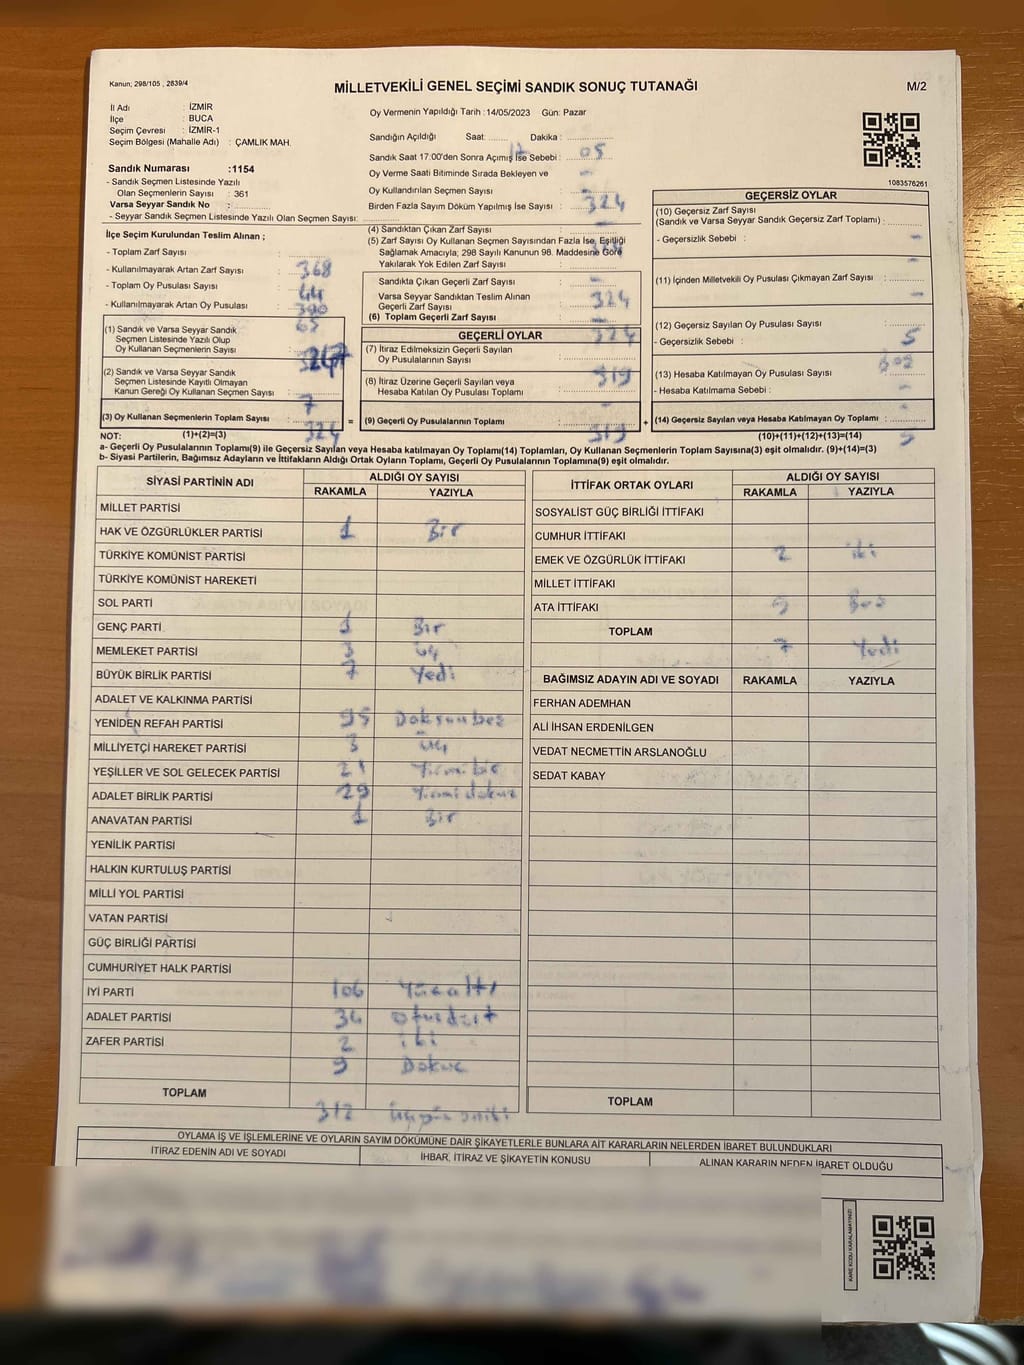 Kanun; 298/105 , 2839/4
MİLLETVEKİLİ GENEL SEÇİMİ SANDIK SONUÇ TUTANAĞI
M/2
İl Adı : İZMİR
İlçe : BUCA
Seçim Çevresi : İZMİR-1
Seçim Bölgesi (Mahalle Adı) : ÇAMLIK MAH.
Sandık Numarası :1154
- Sandık Seçmen Listesinde Yazılı
Olan Seçmenlerin Sayısı : 361
Varsa Seyyar Sandık No :
- Seyyar Sandık Seçmen Listesinde Yazılı Olan Seçmen Sayısı:
Oy Vermenin Yapıldığı Tarih :14/05/2023 Gün: Pazar
Sandığın Açıldığı Saat: Dakika :
Sandık Saat 17:00'den Sonra Açımış İse Sebebi : 17 05
Oy Verme Saati Bitiminde Sırada Bekleyen ve
Oy Kullandırılan Seçmen Sayısı : -
Birden Fazla Sayım Döküm Yapılmış İse Sayısı : 324
1083576261
İlçe Seçim Kurulundan Teslim Alınan ;
- Toplam Zarf Sayısı :
- Kullanılmayarak Artan Zarf Sayısı : 368
- Toplam Oy Pusulası Sayısı : 44
- Kullanılmayarak Artan Oy Pusulası : 390
65
(1) Sandık ve Varsa Seyyar Sandık
Seçmen Listesinde Yazılı Olup
Oy Kullanan Seçmenlerin Sayısı :
(2) Sandık ve Varsa Seyyar Sandık
Seçmen Listesinde Kayıtlı Olmayan
Kanun Gereği Oy Kullanan Seçmen Sayısı :
7
(3) Oy Kullanan Seçmenlerin Toplam Sayısı :
(1)+(2)=(3) 324
(4) Sandıktan Çıkan Zarf Sayısı :
(5) Zarf Sayısı Oy Kullanan Seçmen Sayısından Fazla İse, Eşitliği
Sağlamak Amacıyla; 298 Sayılı Kanunun 98. Maddesine Göre
Yakılarak Yok Edilen Zarf Sayısı :
Sandıkta Çıkan Geçerli Zarf Sayısı : -
Varsa Seyyar Sandıktan Teslim Alınan
Geçerli Zarf Sayısı : 324
(6) Toplam Geçerli Zarf Sayısı : -
GEÇERLİ OYLAR 324
(7) İtiraz Edilmeksizin Geçerli Sayılan
Oy Pusulalarının Sayısı :
(8) İtiraz Üzerine Geçerli Sayılan veya
Hesaba Katılan Oy Pusulası Toplamı : 319
= (9) Geçerli Oy Pusulalarının Toplamı : -
319
GEÇERSİZ OYLAR
(10) Geçersiz Zarf Sayısı
(Sandık ve Varsa Seyyar Sandık Geçersiz Zarf Toplamı) :
- Geçersizlik Sebebi : -
(11) İçinden Milletvekili Oy Pusulası Çıkmayan Zarf Sayısı : -
-
(12) Geçersiz Sayılan Oy Pusulası Sayısı :
- Geçersizlik Sebebi : 5
(13) Hesaba Katılmayan Oy Pusulası Sayısı :
- Hesaba Katılmama Sebebi : -
+ (14) Geçersiz Sayılan veya Hesaba Katılmayan Oy Toplamı : -
(10)+(11)+(12)+(13)=(14) 5
NOT:
a- Geçerli Oy Pusulalarının Toplamı(9) ile Geçersiz Sayılan veya Hesaba katılmayan Oy Toplamı(14) Toplamları, Oy Kullanan Seçmenlerin Toplam Sayısına(3) eşit olmalıdır. (9)+(14)=(3)
b- Siyasi Partilerin, Bağımsız Adayların ve İttifakların Aldığı Ortak Oyların Toplamı, Geçerli Oy Pusulalarının Toplamına(9) eşit olmalıdır.
SİYASİ PARTİNİN ADI ALDIĞI OY SAYISI
RAKAMLA YAZIYLA
MİLLET PARTİSİ
HAK VE ÖZGÜRLÜKLER PARTİSİ 1 Bir
TÜRKİYE KOMÜNİST PARTİSİ
TÜRKİYE KOMÜNİST HAREKETİ
SOL PARTİ
GENÇ PARTİ 1 Bir
MEMLEKET PARTİSİ 3 Üç
BÜYÜK BİRLİK PARTİSİ 7 Yedi
ADALET VE KALKINMA PARTİSİ
YENİDEN REFAH PARTİSİ 95 Doksan beş
MİLLİYETÇİ HAREKET PARTİSİ 3 Üç
YEŞİLLER VE SOL GELECEK PARTİSİ 21 Yirmi bir
ADALET BİRLİK PARTİSİ 29 Yirmi dokuz
ANAVATAN PARTİSİ 1 Bir
YENİLİK PARTİSİ
HALKIN KURTULUŞ PARTİSİ
MİLLİ YOL PARTİSİ
VATAN PARTİSİ
GÜÇ BİRLİĞİ PARTİSİ
CUMHURİYET HALK PARTİSİ
İYİ PARTİ 106 Yüz altı
ADALET PARTİSİ 34 Otuzdört
ZAFER PARTİSİ 2 iki
9 Dokuz
TOPLAM
312 Üçyüz oniki
İTTİFAK ORTAK OYLARI ALDIĞI OY SAYISI
RAKAMLA YAZIYLA
SOSYALİST GÜÇ BİRLİĞİ İTTİFAKI
CUMHUR İTTİFAKI
EMEK VE ÖZGÜRLÜK İTTİFAKI 2 iki
MİLLET İTTİFAKI
ATA İTTİFAKI 5 Beş
TOPLAM 7 Yedi
BAĞIMSIZ ADAYIN ADI VE SOYADI RAKAMLA YAZIYLA
FERHAN ADEMHAN
ALİ İHSAN ERDENİLGEN
VEDAT NECMETTİN ARSLANOĞLU
SEDAT KABAY
TOPLAM
OYLAMA İŞ VE İŞLEMLERİNE VE OYLARIN SAYIM DÖKÜMÜNE DAİR ŞİKAYETLERLE BUNLARA AİT KARARLARIN NELERDEN İBARET BULUNDUKLARI
İTİRAZ EDENİN ADI VE SOYADI İHBAR, İTİRAZ VE ŞİKAYETİN KONUSU ALINAN KARARIN NEDEN İBARET OLDUĞU
KARE KODU KARALAMAYINIZ!